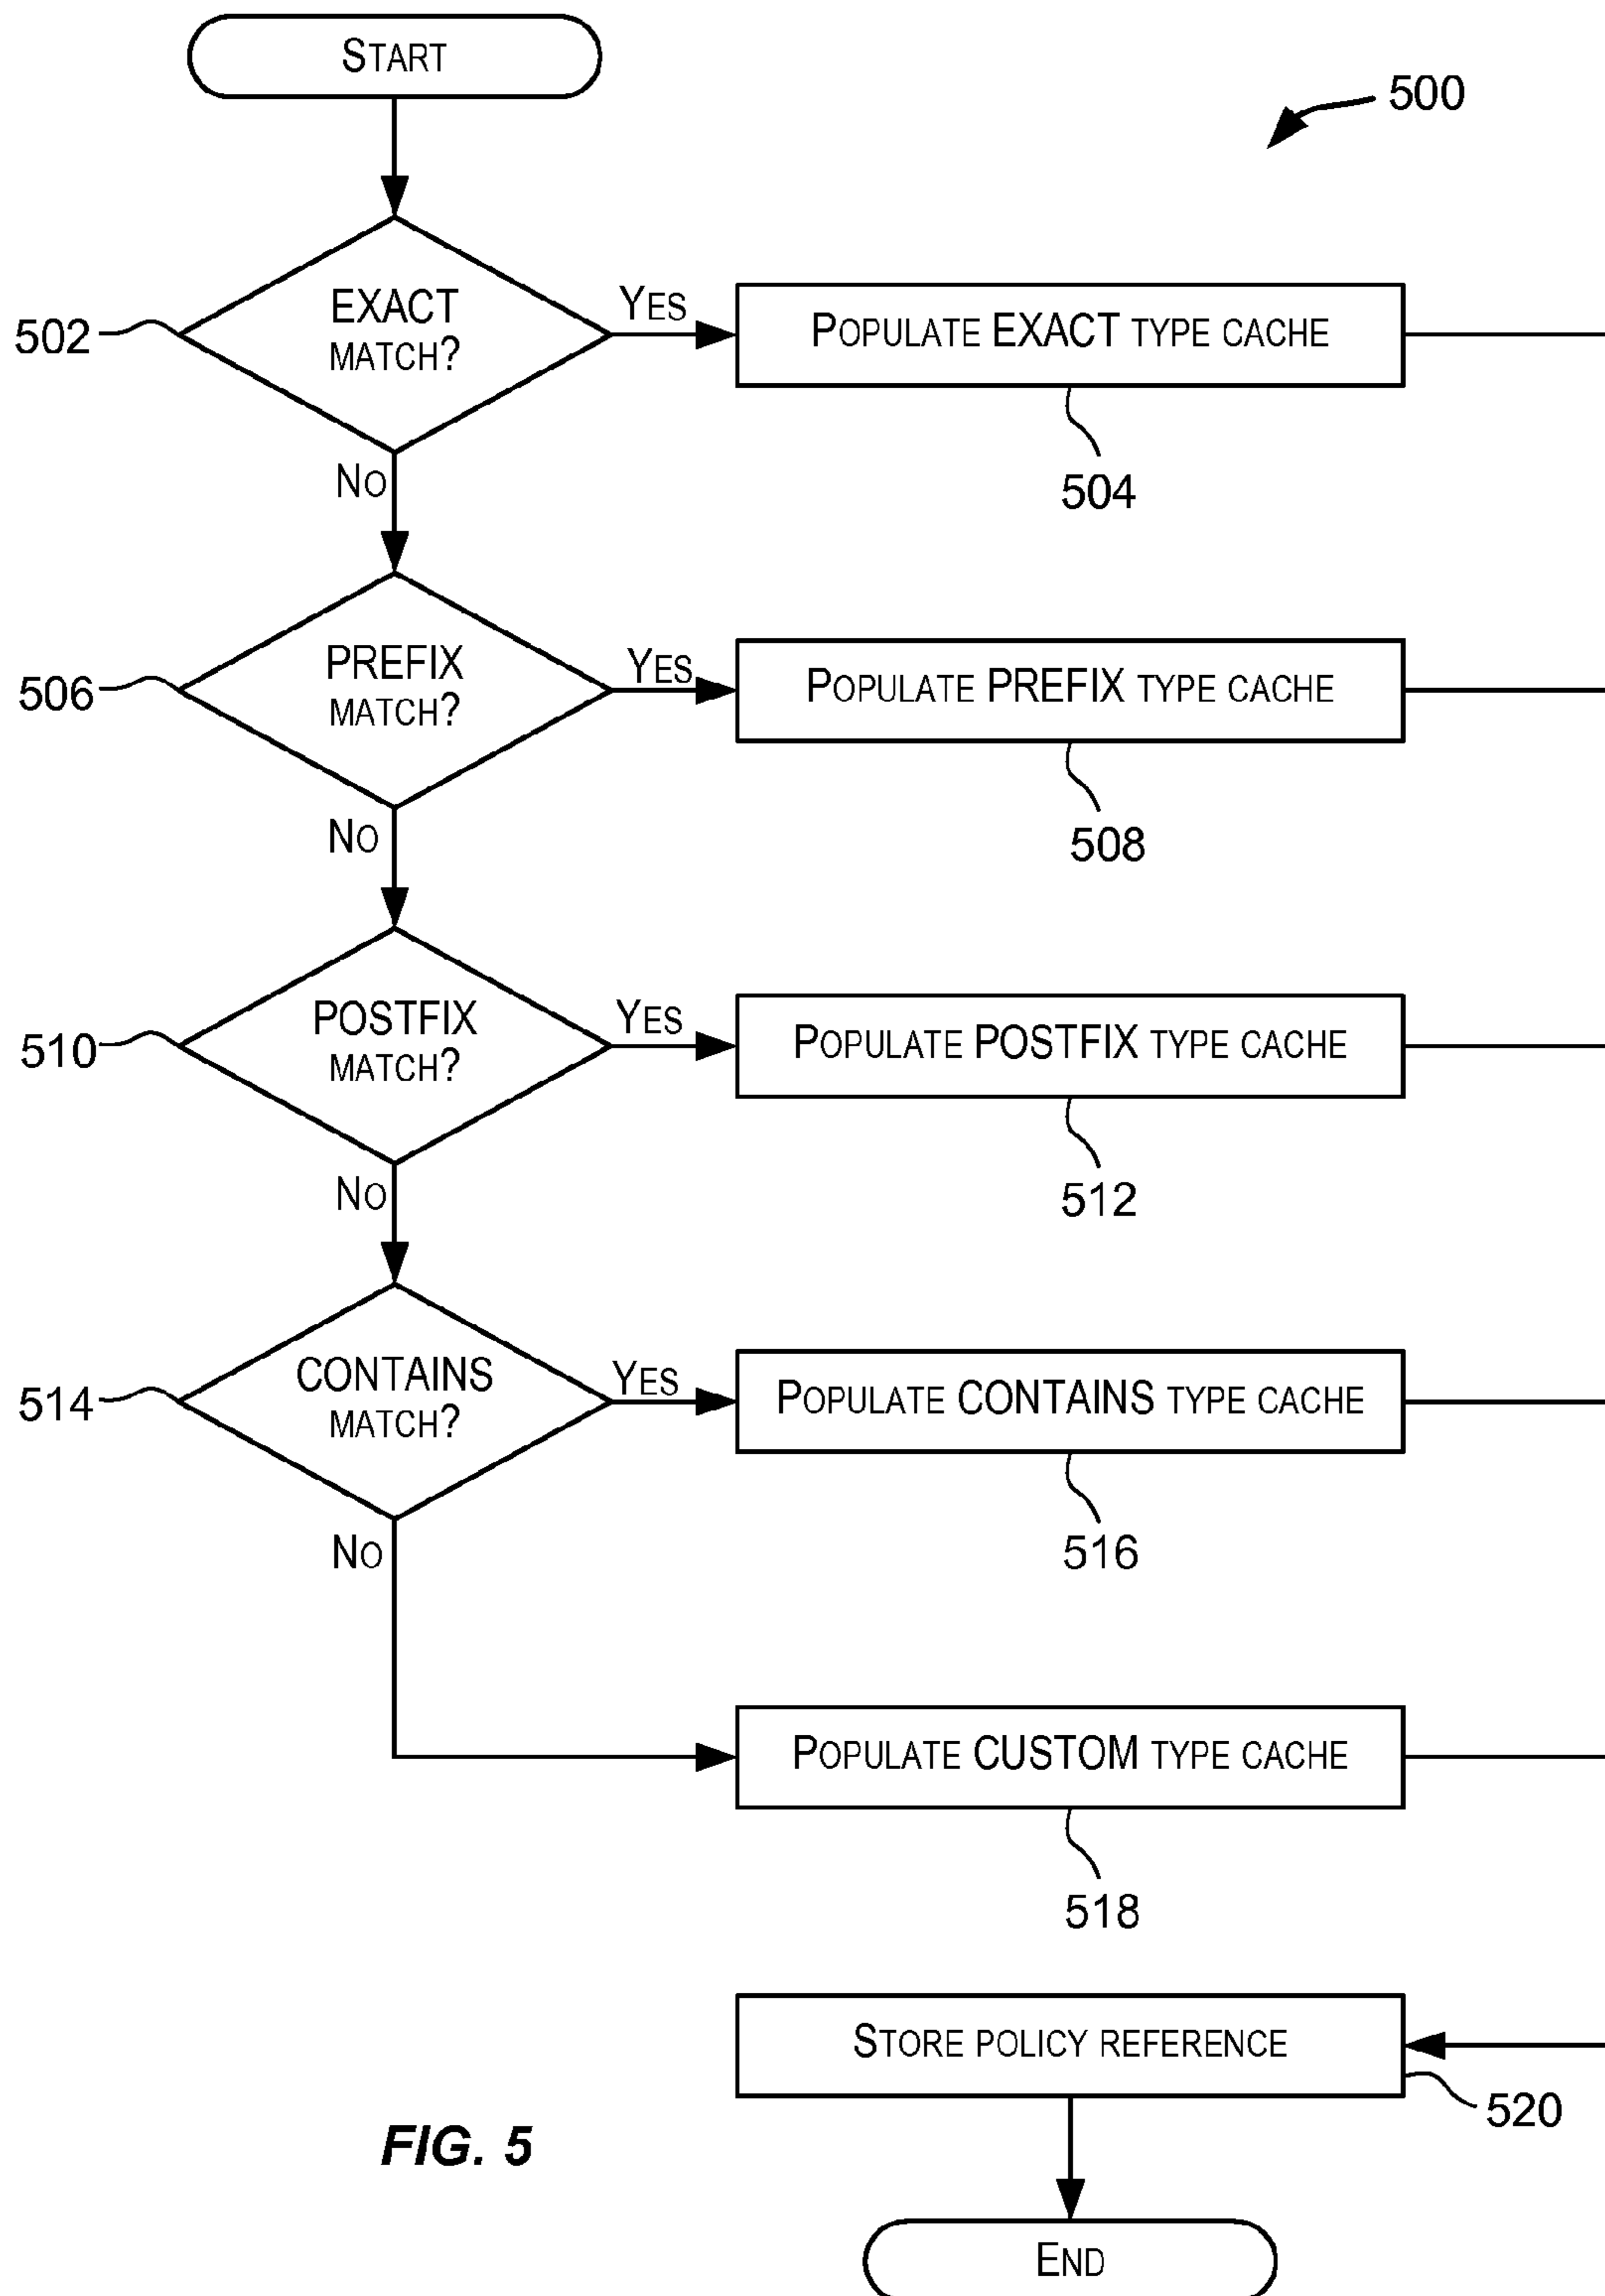 START
500
EXACT
MATCH?
YES
502
POPULATE EXACT TYPE CACHE
504
NO
PREFIX
MATCH?
YES
506
POPULATE PREFIX TYPE CACHE
508
NO
POSTFIX
MATCH?
YES
510
POPULATE POSTFIX TYPE CACHE
512
NO
CONTAINS
MATCH?
YES
514
POPULATE CONTAINS TYPE CACHE
516
NO
POPULATE CUSTOM TYPE CACHE
518
STORE POLICY REFERENCE
520
FIG. 5
END